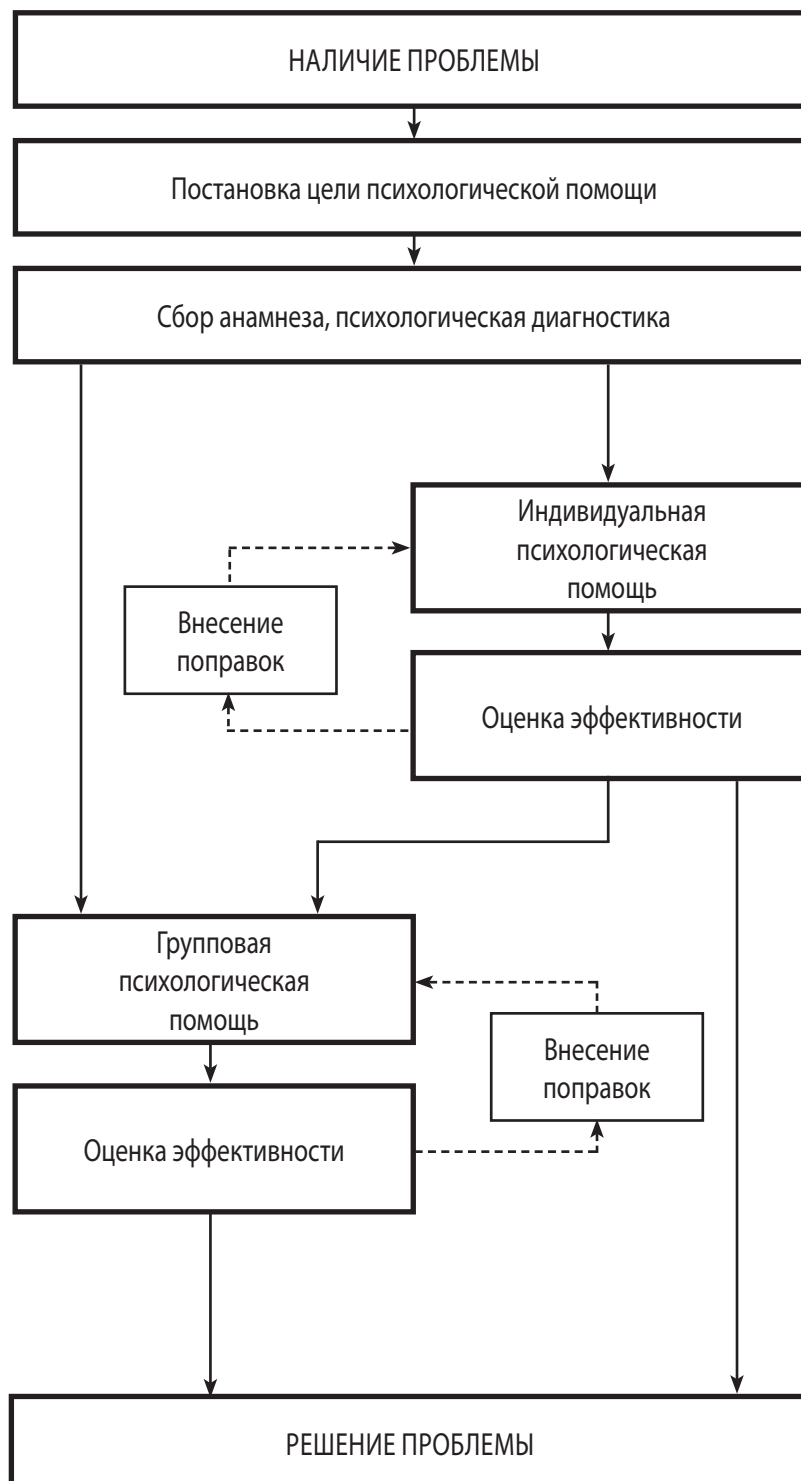 НАЛИЧИЕ ПРОБЛЕМЫ
Постановка цели психологической помощи
Сбор анамнеза, психологическая диагностика
Индивидуальная
психологическая
помощь
Внесение
поправок
Оценка эффективности
Групповая
психологическая
помощь
Внесение
поправок
Оценка эффективности
РЕШЕНИЕ ПРОБЛЕМЫ